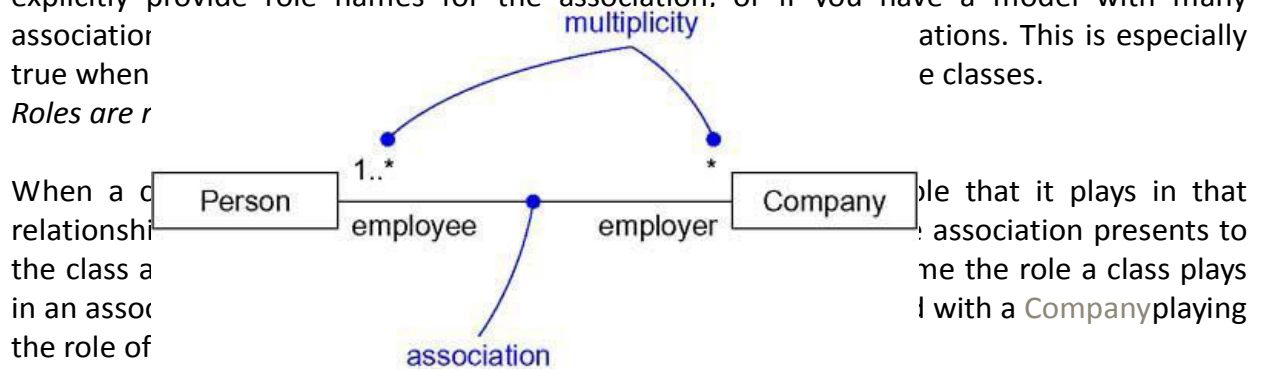 explicitly provide role names for the association, or if you have a model with many
multiplicity
association ations. This is especially
true when e classes.
Roles are r
1..* *
Person Company
employee employer
When a c ole that it plays in that
relationshi association presents to
the class a me the role a class plays
in an assoc d with a Companyplaying
the role of
association